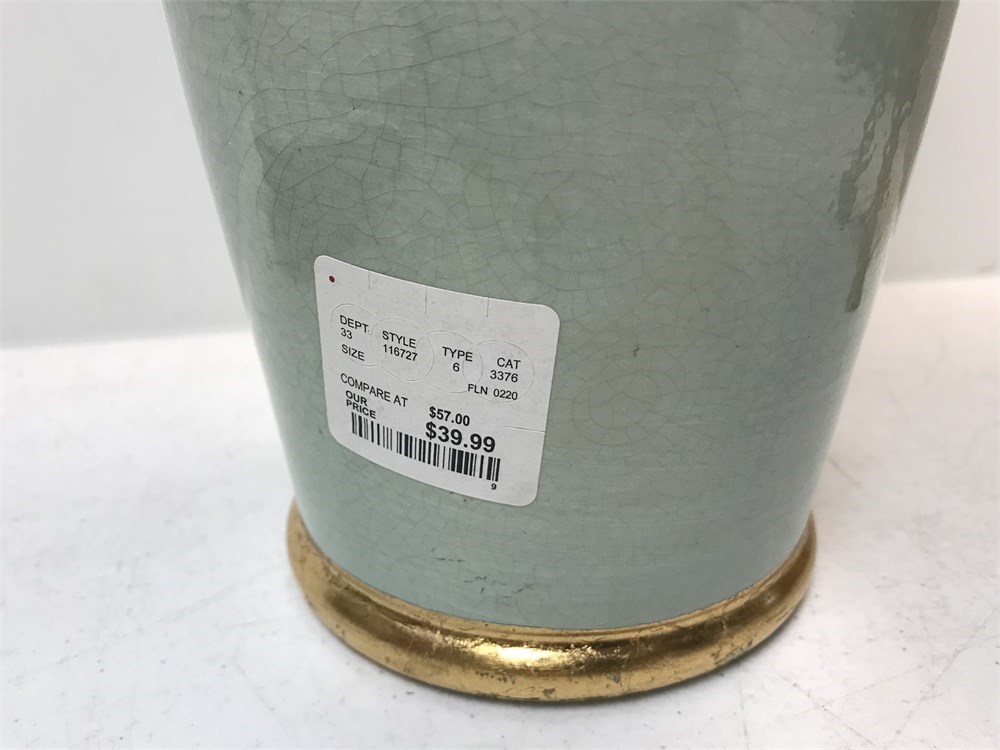 DEPT STYLE TYPE CAT
33 116727 6 3376
SIZE FLN 0220
COMPARE AT $57.00
OUR
PRICE $39.99
9